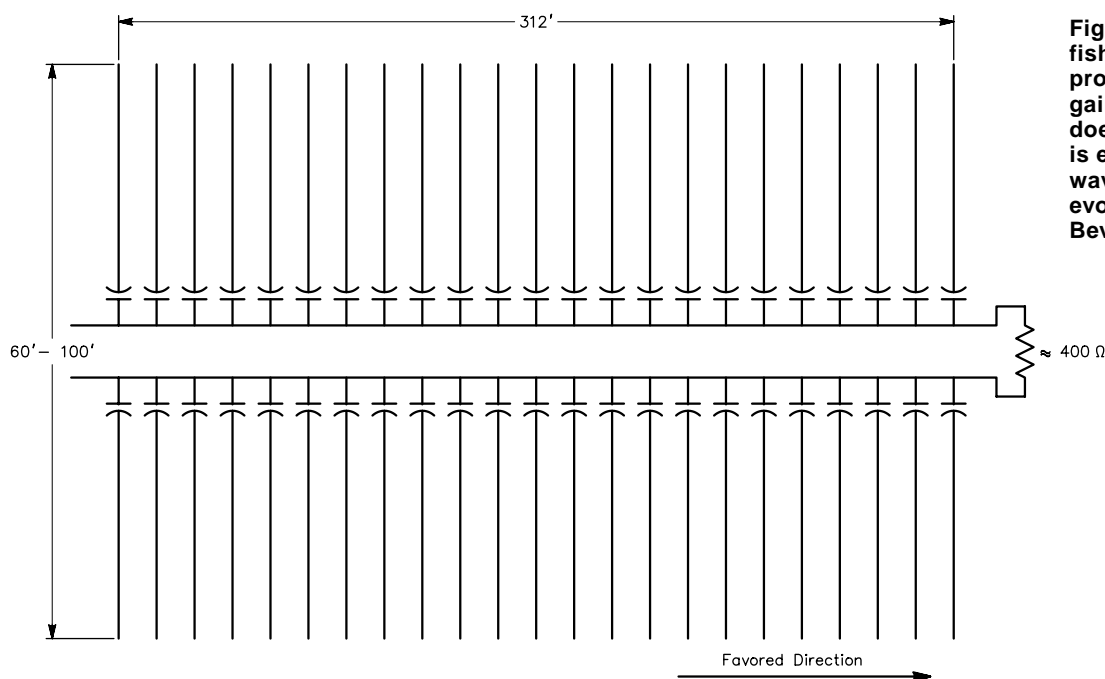 312'
Fig
fish
pro
gai
doe
is e
wav
evo
Bev
60'– 100'
≈ 400 Ω
Favored Direction